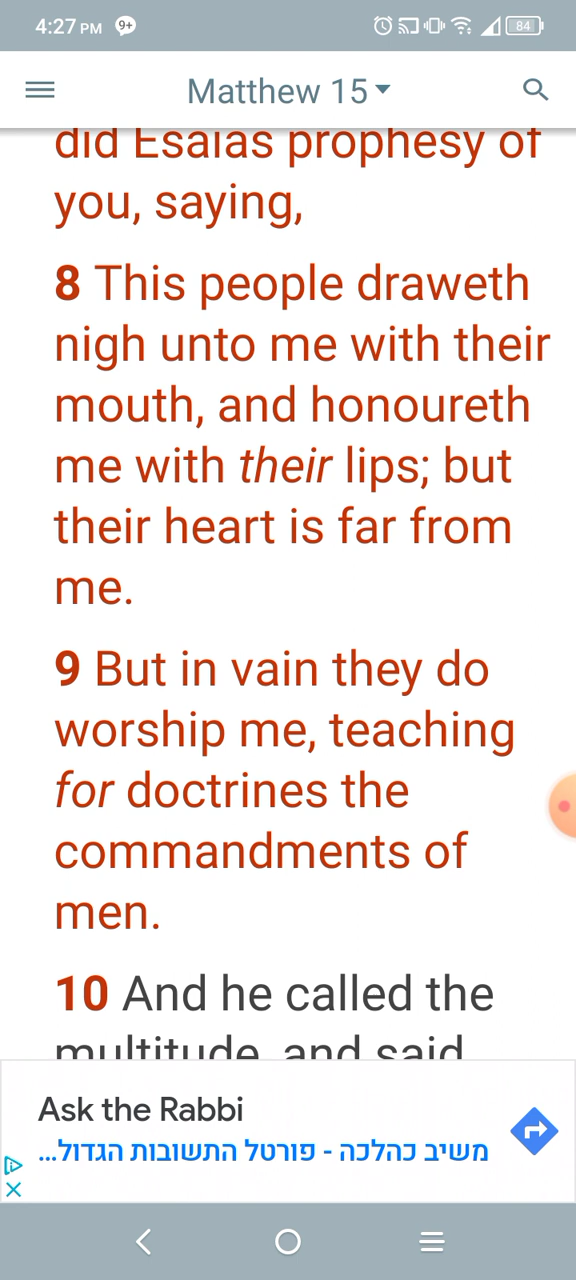 4:27 PM 9+ 84
Matthew 15
did Esaias prophesy of
you, saying,
8 This people draweth
nigh unto me with their
mouth, and honoureth
me with their lips; but
their heart is far from
me.
9 But in vain they do
worship me, teaching
for doctrines the
commandments of
men.
10 And he called the
multitude, and said
Ask the Rabbi
משיב כהלכה - פורטל התשובות הגדול...